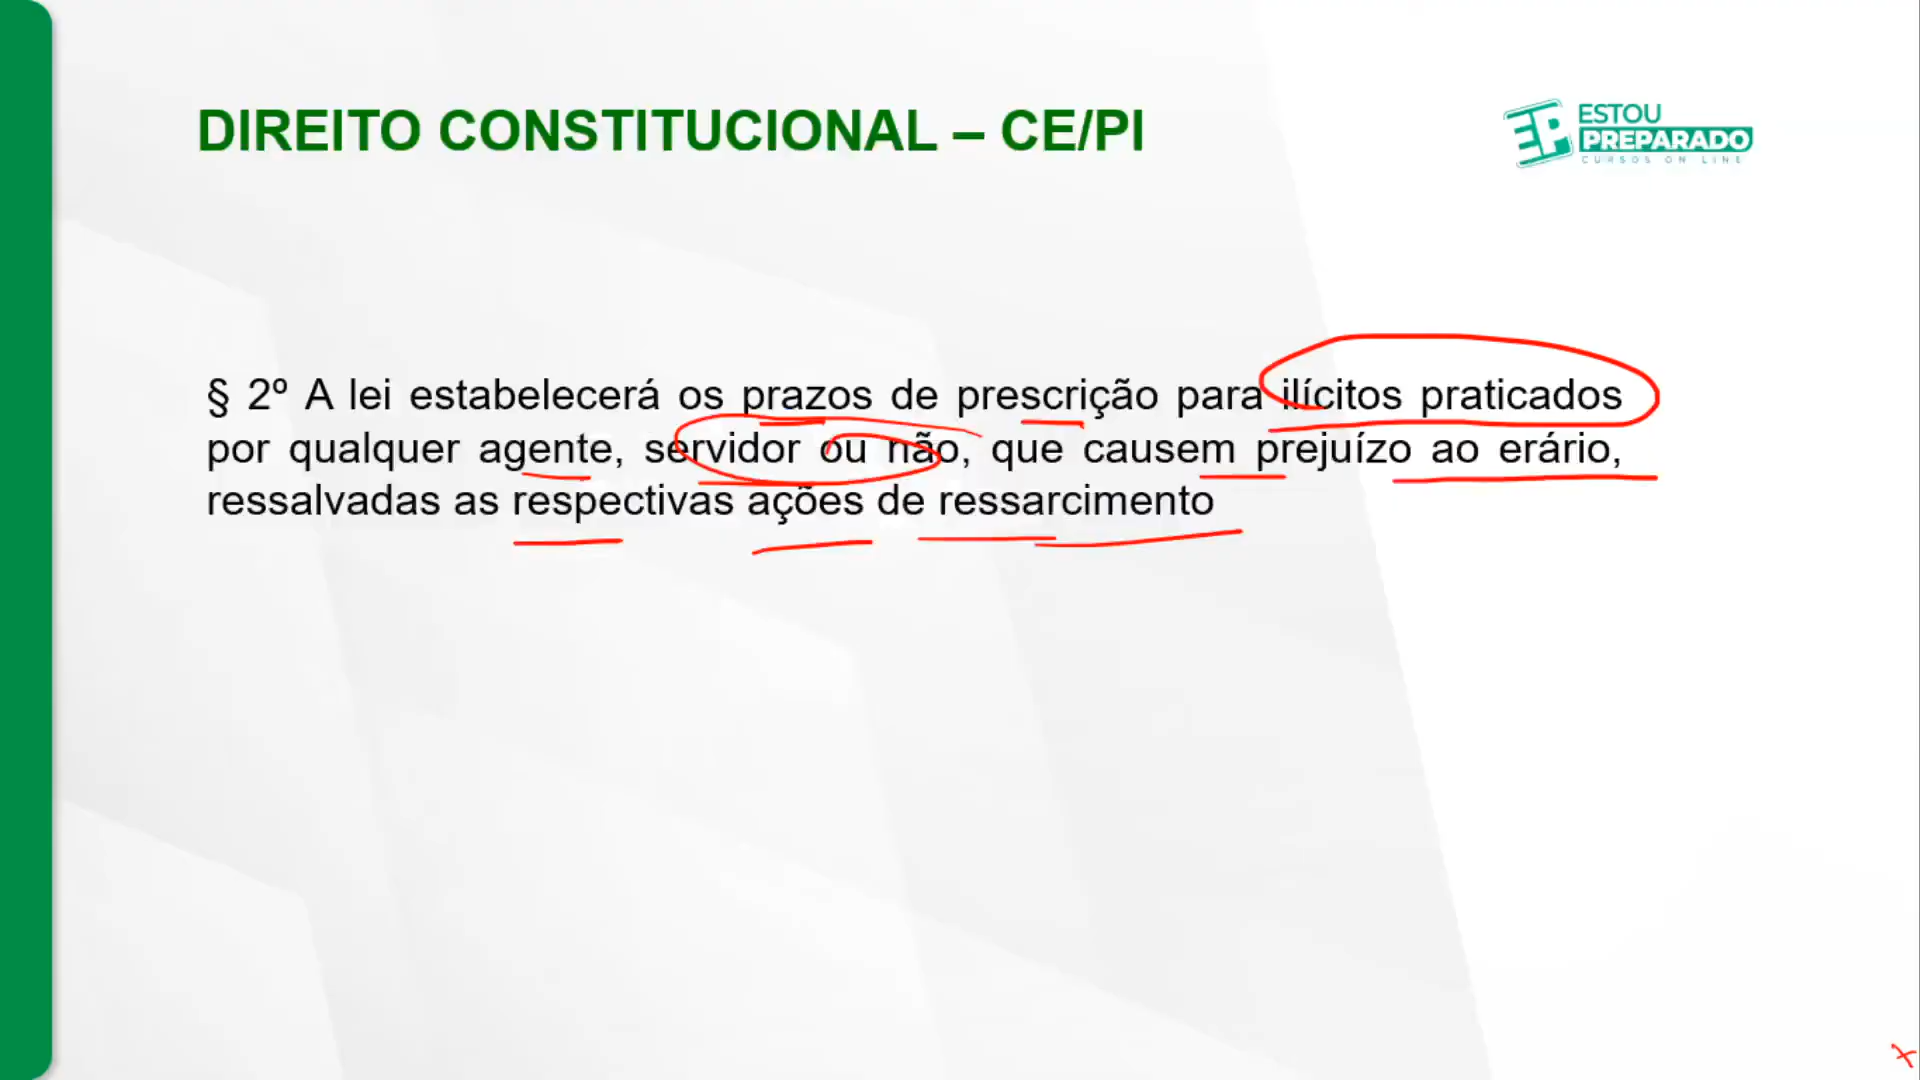 DIREITO CONSTITUCIONAL – CE/PI
ESTOU
PREPARADO
CURSOS ON LINE
§ 2º A lei estabelecerá os prazos de prescrição para ilícitos praticados
por qualquer agente, servidor ou não, que causem prejuízo ao erário,
ressalvadas as respectivas ações de ressarcimento